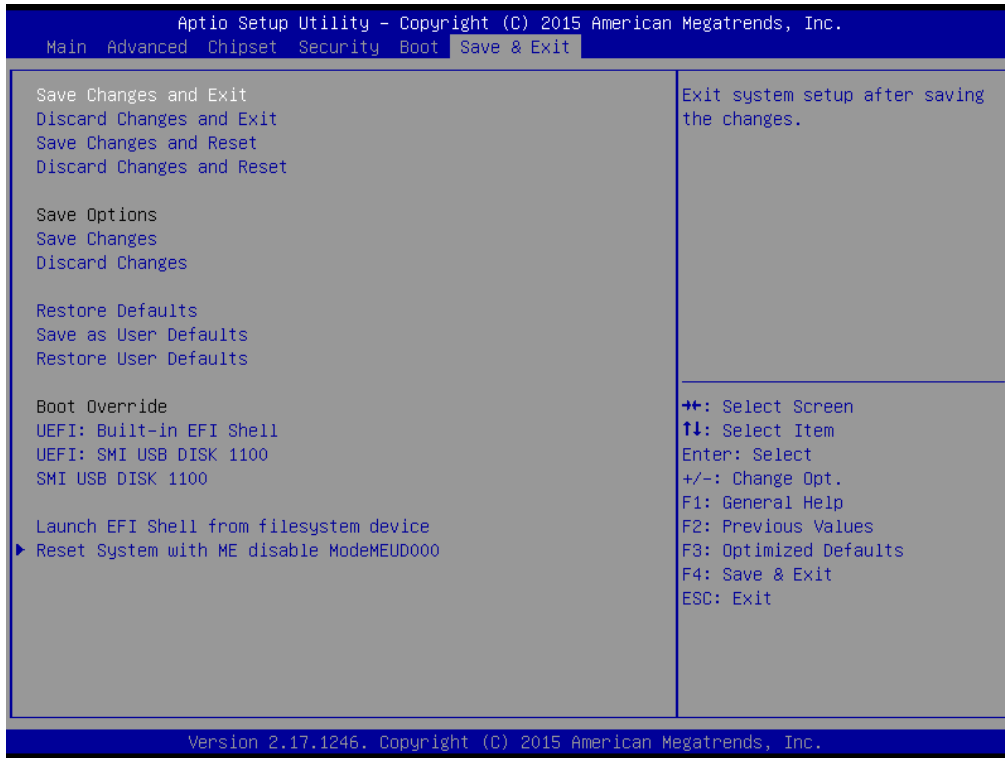 Aptio Setup Utility – Copyright (C) 2015 American Megatrends, Inc.
Main Advanced Chipset Security Boot Save & Exit
Save Changes and Exit
Discard Changes and Exit
Save Changes and Reset
Discard Changes and Reset
Save Options
Save Changes
Discard Changes
Restore Defaults
Save as User Defaults
Restore User Defaults
Boot Override
UEFI: Built-in EFI Shell
UEFI: SMI USB DISK 1100
SMI USB DISK 1100
Launch EFI Shell from filesystem device
▶ Reset System with ME disable ModeMEUD000
Exit system setup after saving
the changes.
→←: Select Screen
↑↓: Select Item
Enter: Select
+/-: Change Opt.
F1: General Help
F2: Previous Values
F3: Optimized Defaults
F4: Save & Exit
ESC: Exit
Version 2.17.1246. Copyright (C) 2015 American Megatrends, Inc.